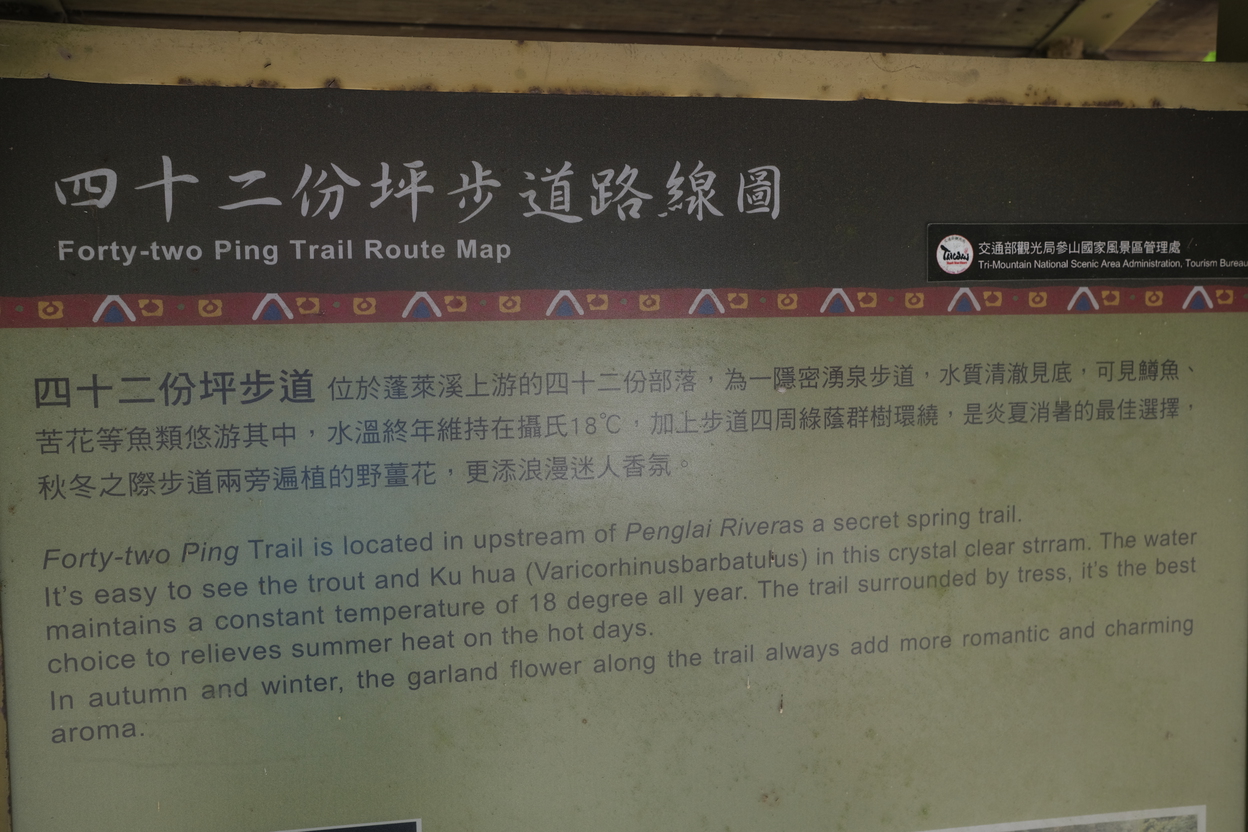 四十二份坪步道路線圖
Forty-two Ping Trail Route Map
交通部觀光局參山國家風景區管理處
Tri-Mountain National Scenic Area Administration, Tourism Bureau
四十二份坪步道 位於蓬萊溪上游的四十二份部落，為一隱密湧泉步道，水質清澈見底，可見鱒魚、
苦花等魚類悠游其中，水溫終年維持在攝氏18℃，加上步道四周綠蔭群樹環繞，是炎夏消暑的最佳選擇，
秋冬之際步道兩旁遍植的野薑花，更添浪漫迷人香氛。
Forty-two Ping Trail is located in upstream of Penglai Riveras a secret spring trail.
It's easy to see the trout and Ku hua (Varicorhinusbarbatulus) in this crystal clear strram. The water
maintains a constant temperature of 18 degree all year. The trail surrounded by tress, it's the best
choice to relieves summer heat on the hot days.
In autumn and winter, the garland flower along the trail always add more romantic and charming
aroma.